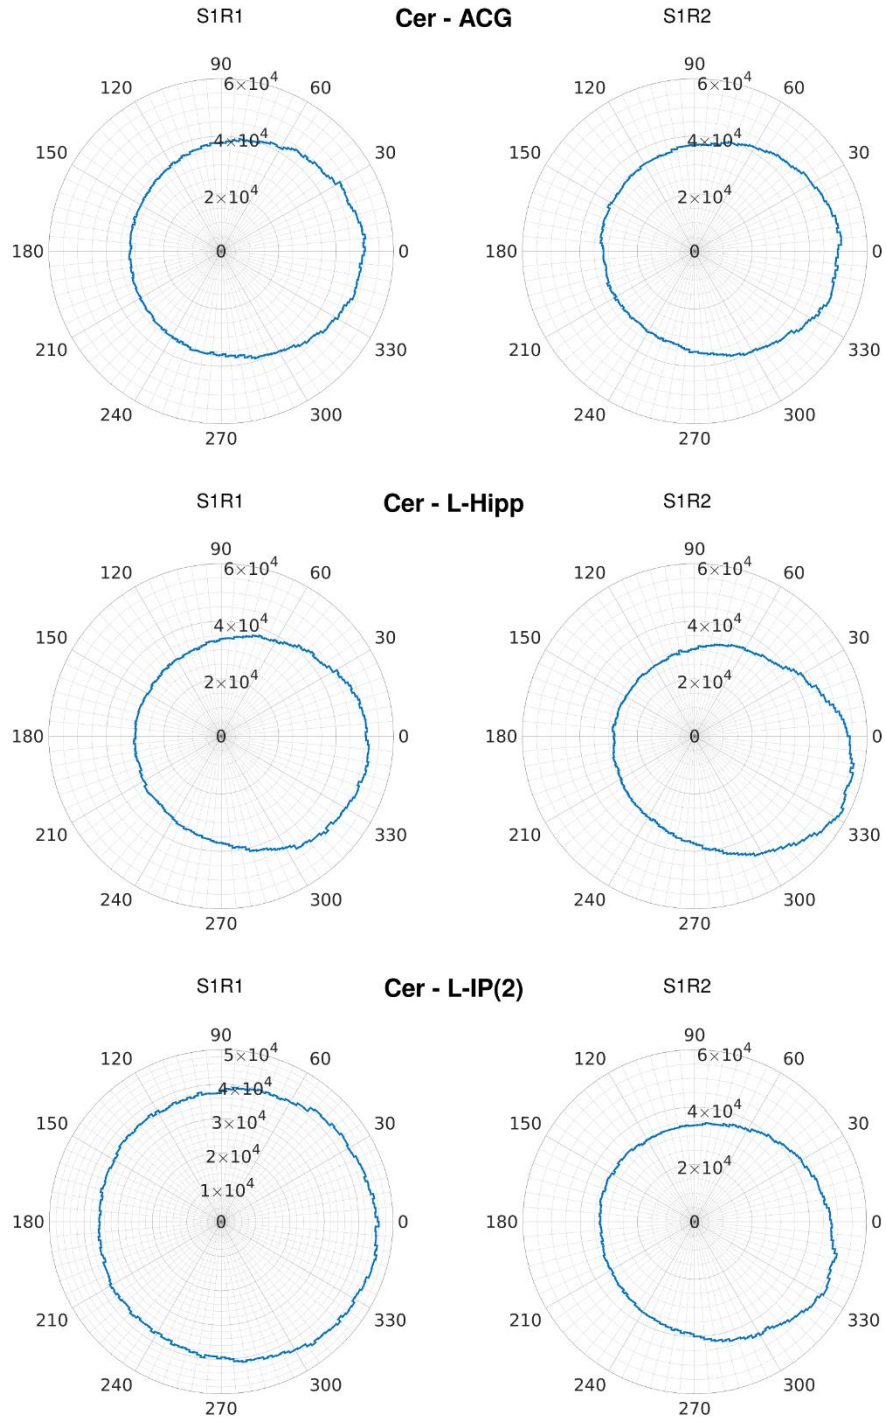 S1R1 Cer - ACG S1R2
90 90
120 6×10⁴ 60 120 6×10⁴ 60
150 4×10⁴ 30 150 4×10⁴ 30
2×10⁴ 2×10⁴
180 0 0 180 0 0
210 330 210 330
240 300 240 300
270 270
S1R1 Cer - L-Hipp S1R2
90 90
120 6×10⁴ 60 120 6×10⁴ 60
150 4×10⁴ 30 150 4×10⁴ 30
2×10⁴ 2×10⁴
180 0 0 180 0 0
210 330 210 330
240 300 240 300
270 270
S1R1 Cer - L-IP(2) S1R2
90 90
120 5×10⁴ 60 120 6×10⁴ 60
4×10⁴
150 3×10⁴ 30 150 4×10⁴ 30
2×10⁴ 2×10⁴
1×10⁴
180 0 0 180 0 0
210 330 210 330
240 300 240 300
270 270